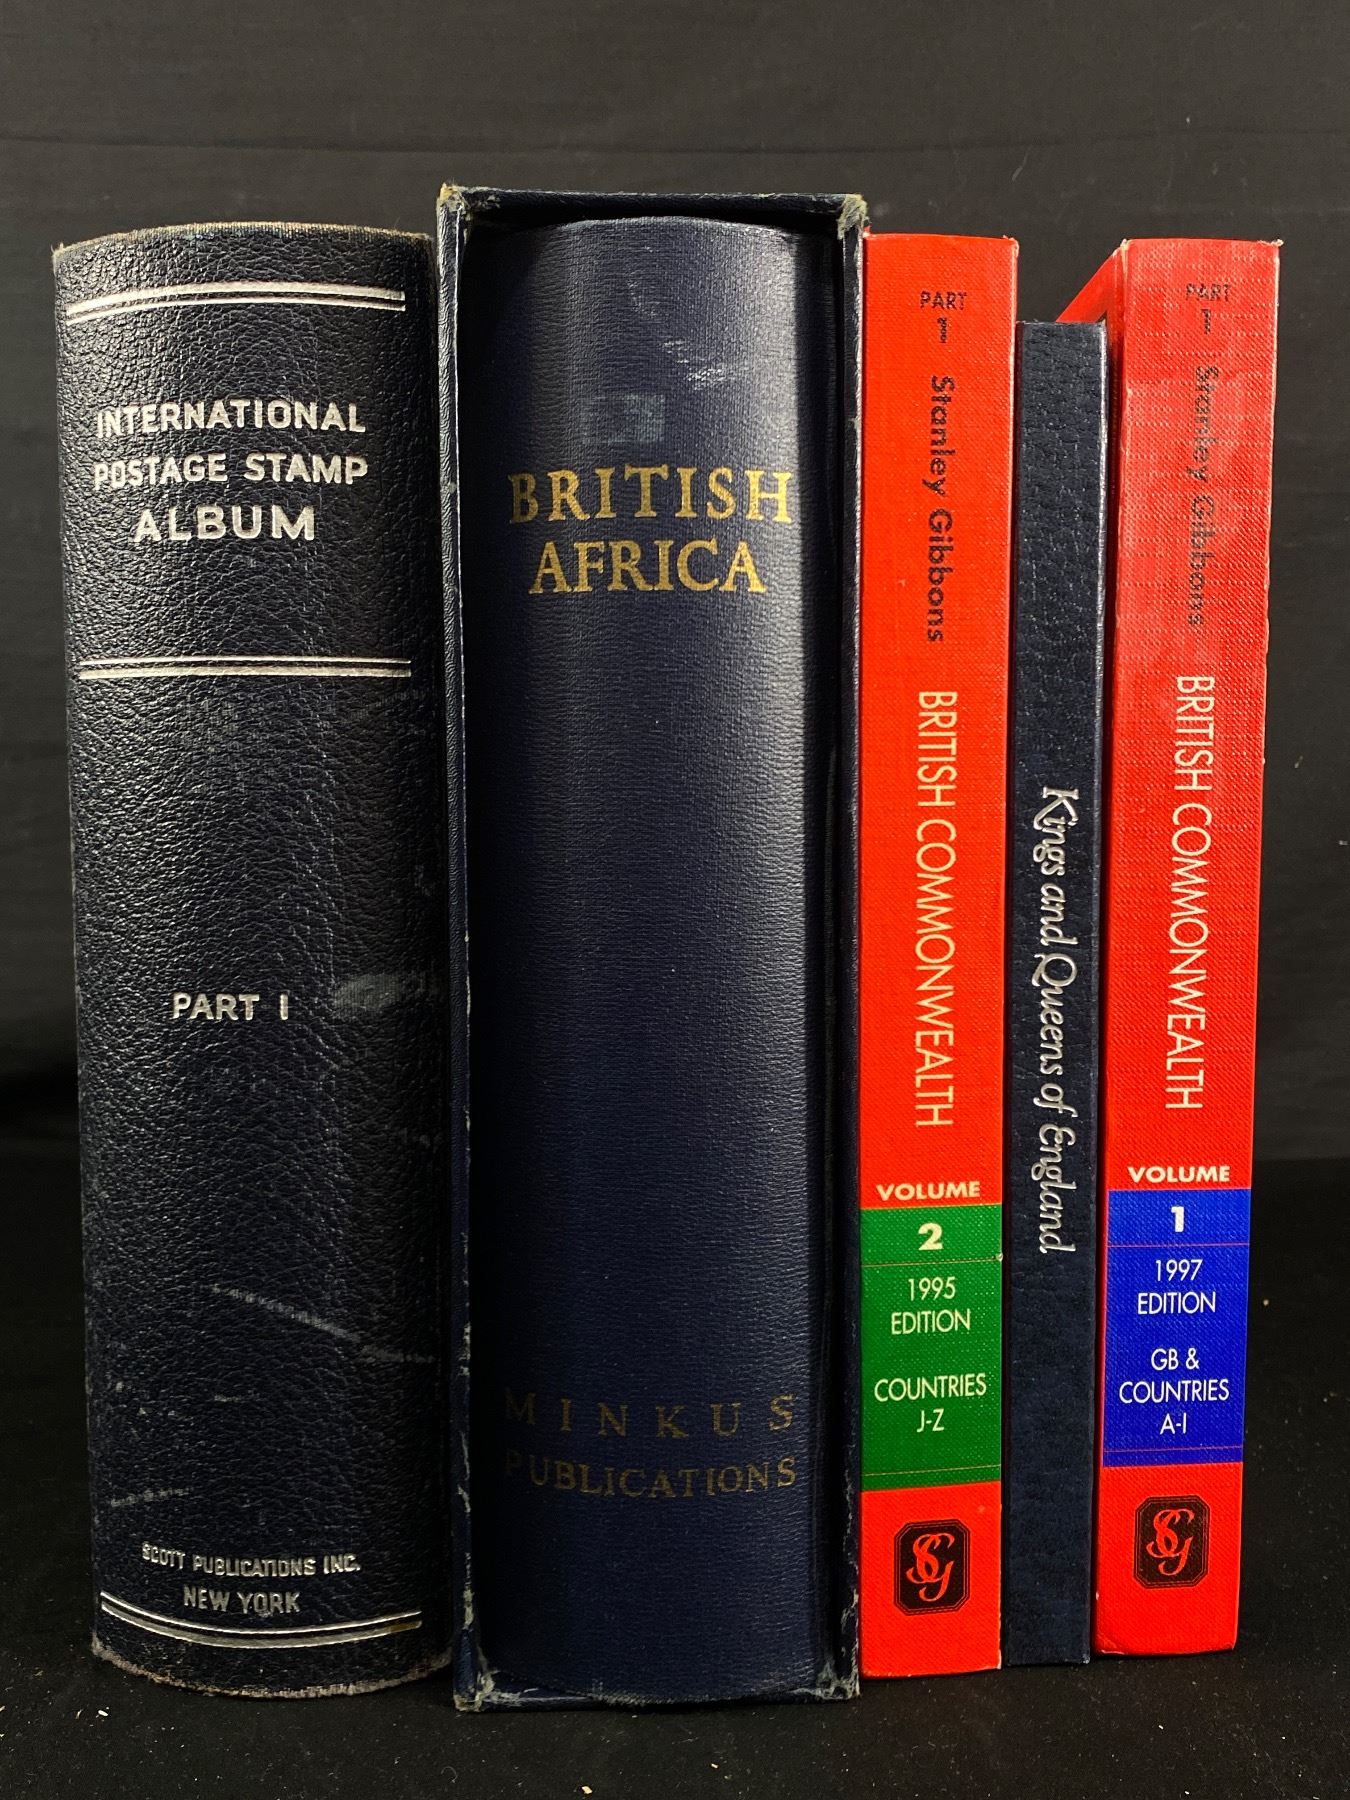 INTERNATIONAL
POSTAGE STAMP
ALBUM
PART I
SCOTT PUBLICATIONS INC.
NEW YORK
BRITISH
AFRICA
MINKUS
PUBLICATIONS
PART
1
Stanley Gibbons
BRITISH COMMONWEALTH
VOLUME
2
1995
EDITION
COUNTRIES
J-Z
SG
Kings and Queens of England
PART
1
Stanley Gibbons
BRITISH COMMONWEALTH
VOLUME
1
1997
EDITION
GB &
COUNTRIES
A-I
SG